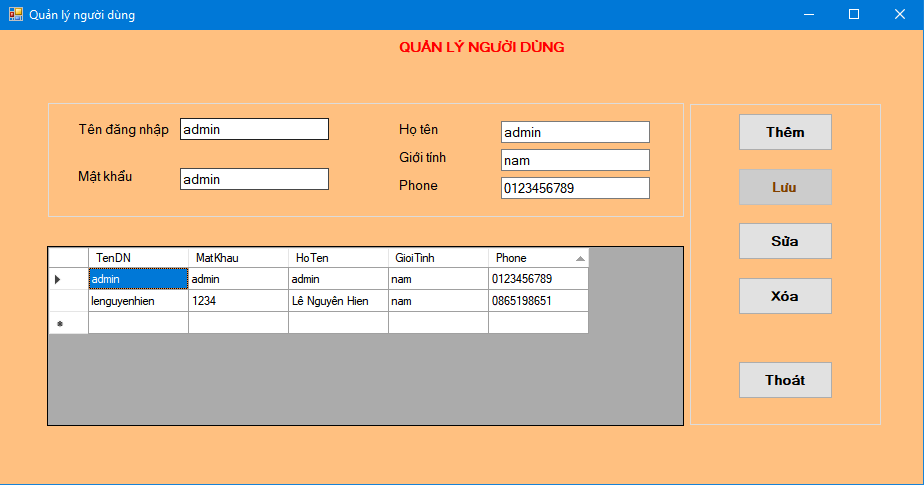 Quản lý người dùng
QUẢN LÝ NGƯỜI DÙNG
Tên đăng nhập admin
Mật khẩu admin
Họ tên admin
Giới tính nam
Phone 0123456789
Thêm
Lưu
Sửa
Xóa
Thoát
TenDN MatKhau HoTen GioiTinh Phone
admin admin admin nam 0123456789
lenguyenhien 1234 Lê Nguyên Hien nam 0865198651